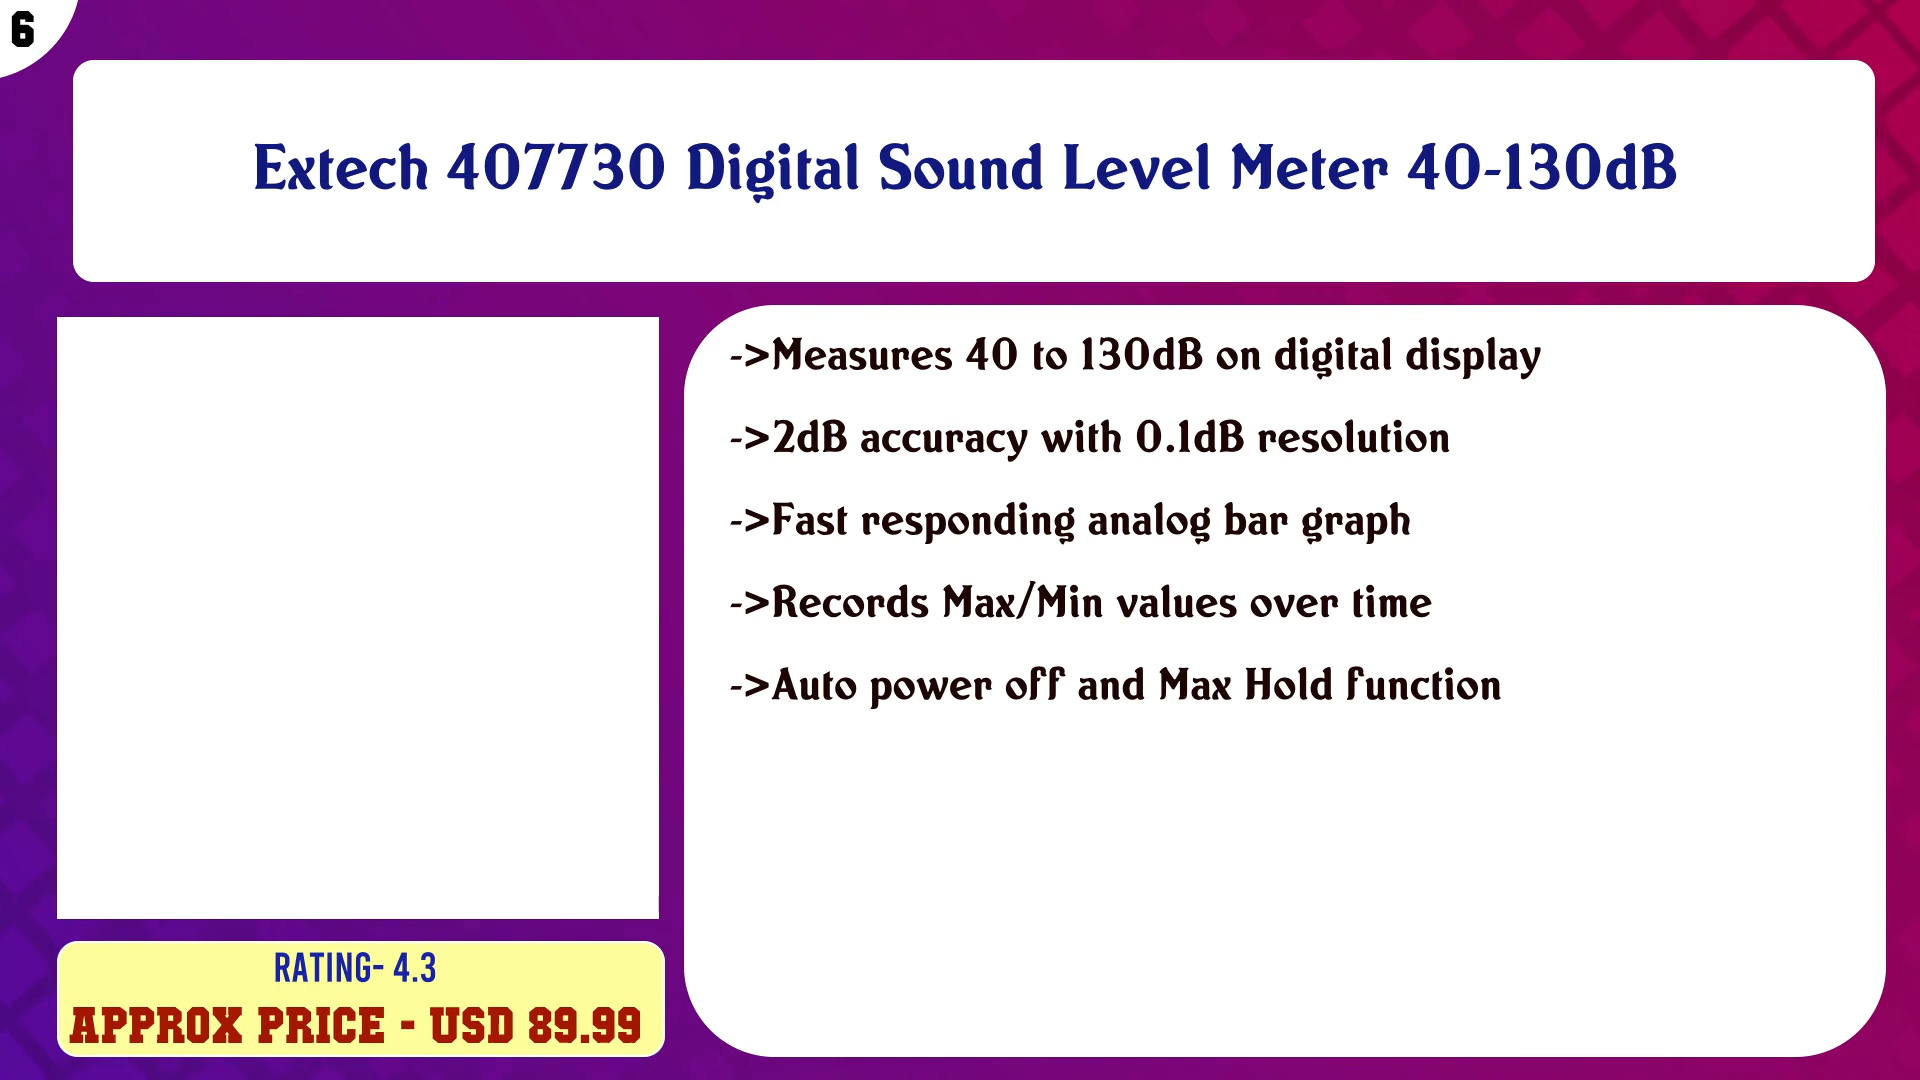 6
Extech 407730 Digital Sound Level Meter 40-130dB
->Measures 40 to 130dB on digital display
->2dB accuracy with 0.1dB resolution
->Fast responding analog bar graph
->Records Max/Min values over time
->Auto power off and Max Hold function
RATING- 4.3
APPROX PRICE - USD 89.99